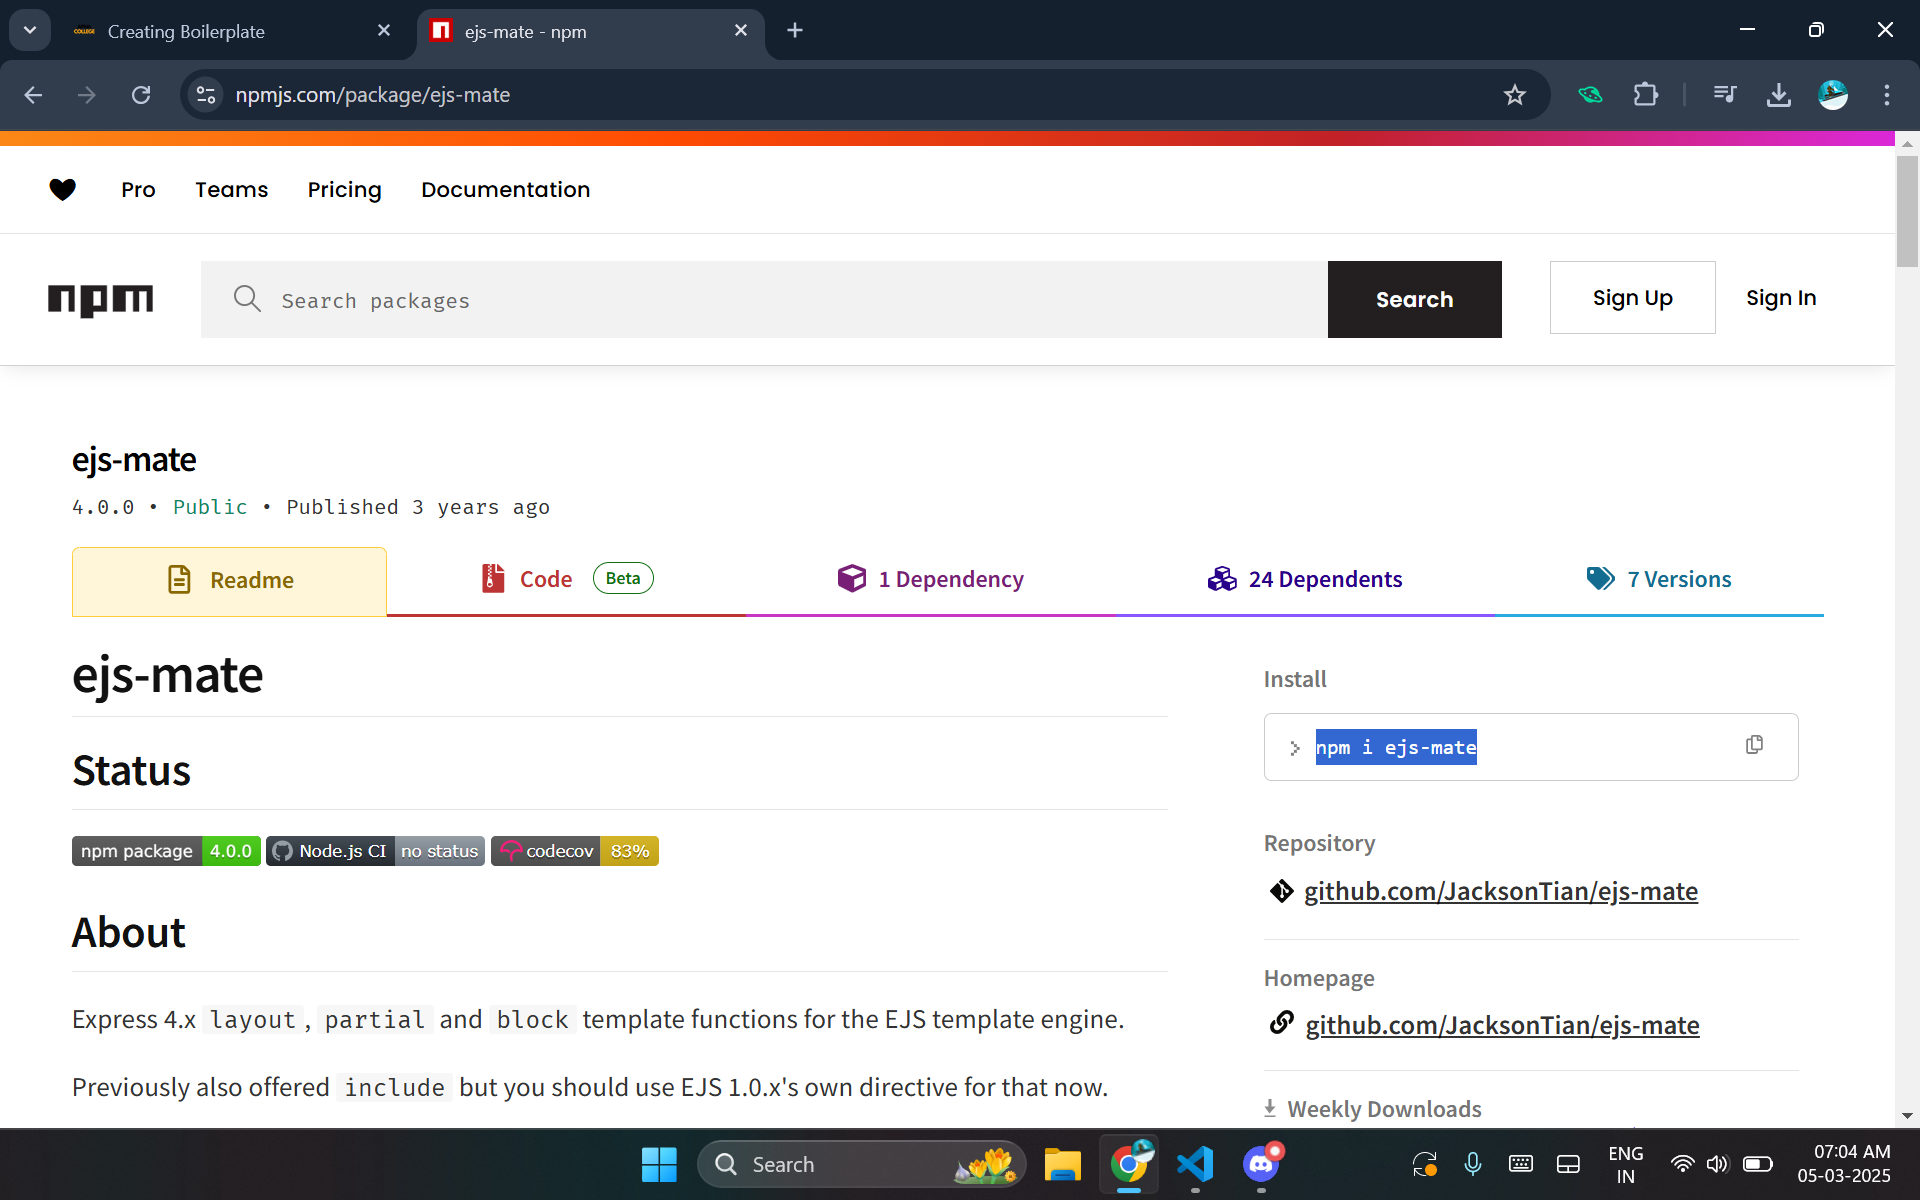 Creating Boilerplate
ejs-mate - npm
npmjs.com/package/ejs-mate
Pro Teams Pricing Documentation
npm Search packages Search Sign Up Sign In
ejs-mate
4.0.0 • Public • Published 3 years ago
Readme Code Beta 1 Dependency 24 Dependents 7 Versions
ejs-mate
Status
npm package 4.0.0 Node.js CI no status codecov 83%
About
Express 4.x layout, partial and block template functions for the EJS template engine.
Previously also offered include but you should use EJS 1.0.x's own directive for that now.
Install
> npm i ejs-mate
Repository
github.com/JacksonTian/ejs-mate
Homepage
github.com/JacksonTian/ejs-mate
Weekly Downloads
Search
ENG
IN
07:04 AM
05-03-2025